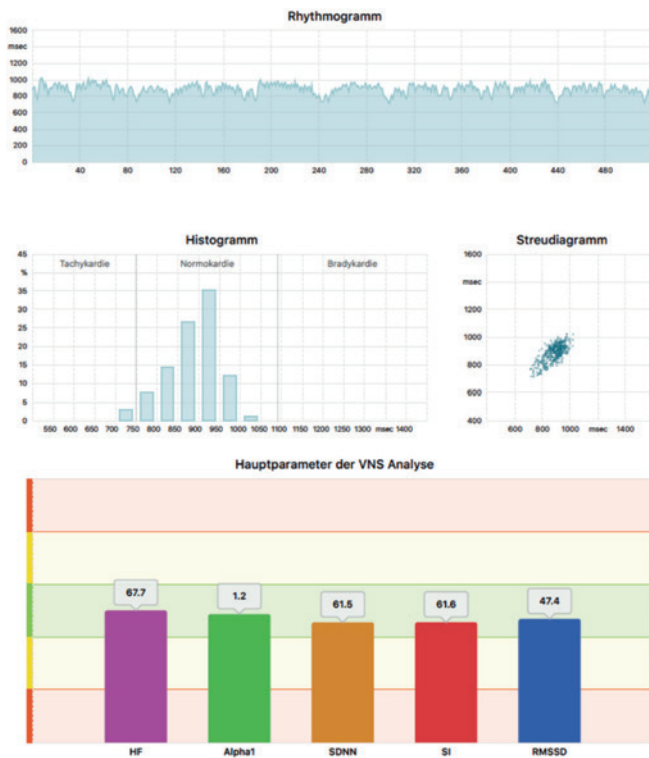 Rhythmogramm
1600
msec
1200
1000
800
600
400
200
0
40 80 120 160 200 240 280 320 360 400 440 480
Histogramm
45
%
35
30
25
20
15
10
5
0
Tachykardie Normokardie Bradykardie
550 600 650 700 750 800 850 900 950 1000 1050 1100 msec 1200 1250 1300 1350 1400
Streudiagramm
1600
msec
1200
1000
800
600
400
600 800 1000 msec 1400
Hauptparameter der VNS Analyse
67.7 1.2 61.5 61.6 47.4
HF Alpha1 SDNN SI RMSSD